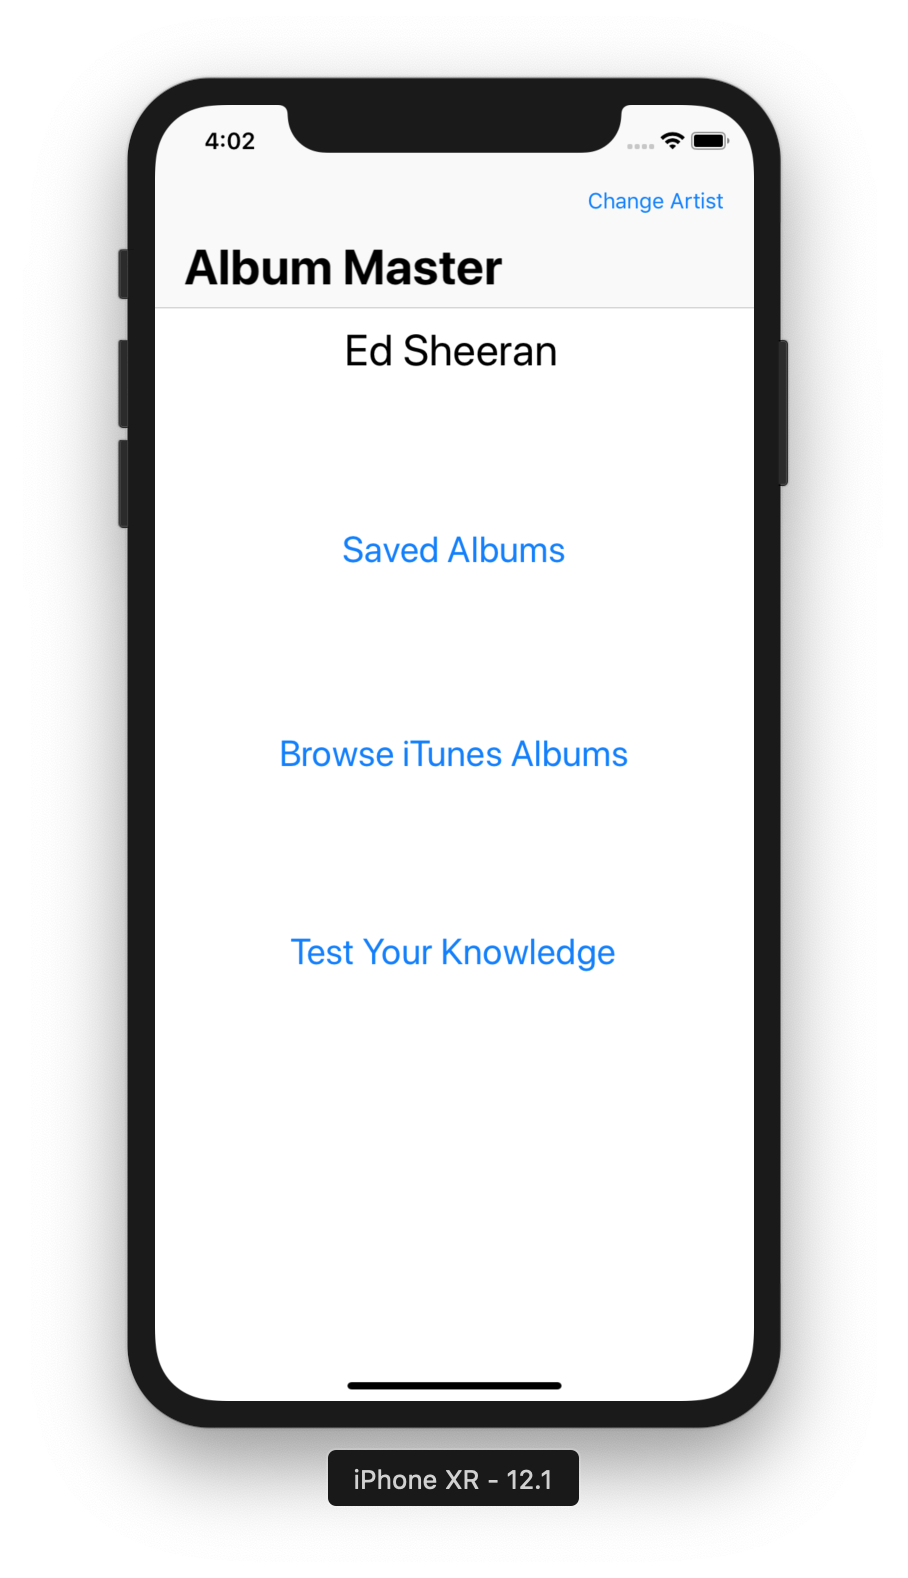 4:02
Change Artist
Album Master
Ed Sheeran
Saved Albums
Browse iTunes Albums
Test Your Knowledge
iPhone XR - 12.1